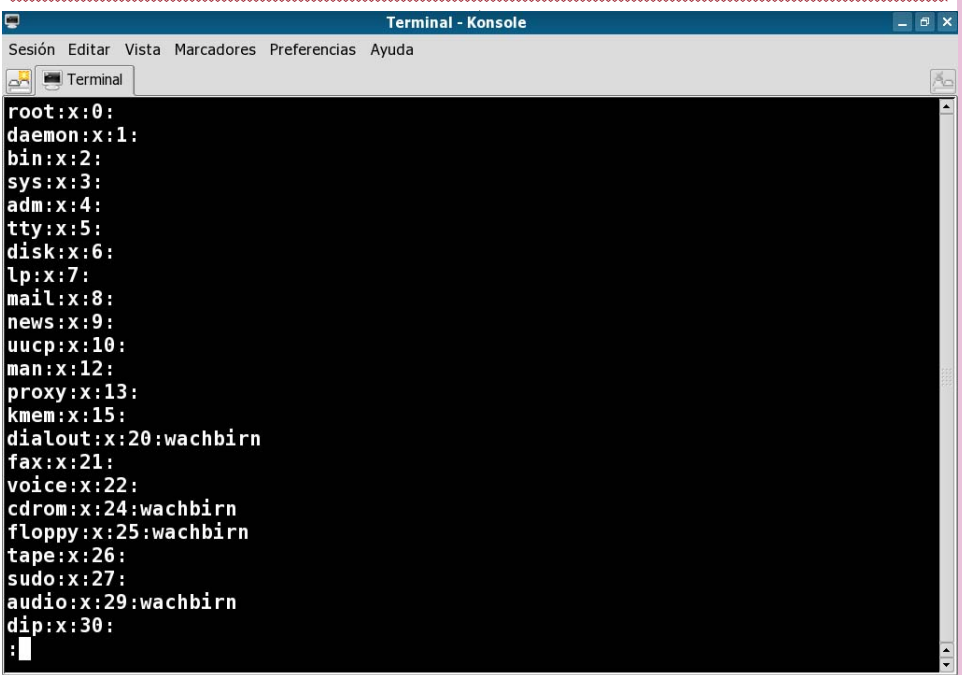 Terminal - Konsole
Sesión Editar Vista Marcadores Preferencias Ayuda
Terminal
root:x:0:
daemon:x:1:
bin:x:2:
sys:x:3:
adm:x:4:
tty:x:5:
disk:x:6:
lp:x:7:
mail:x:8:
news:x:9:
uucp:x:10:
man:x:12:
proxy:x:13:
kmem:x:15:
dialout:x:20:wachbirn
fax:x:21:
voice:x:22:
cdrom:x:24:wachbirn
floppy:x:25:wachbirn
tape:x:26:
sudo:x:27:
audio:x:29:wachbirn
dip:x:30:
: